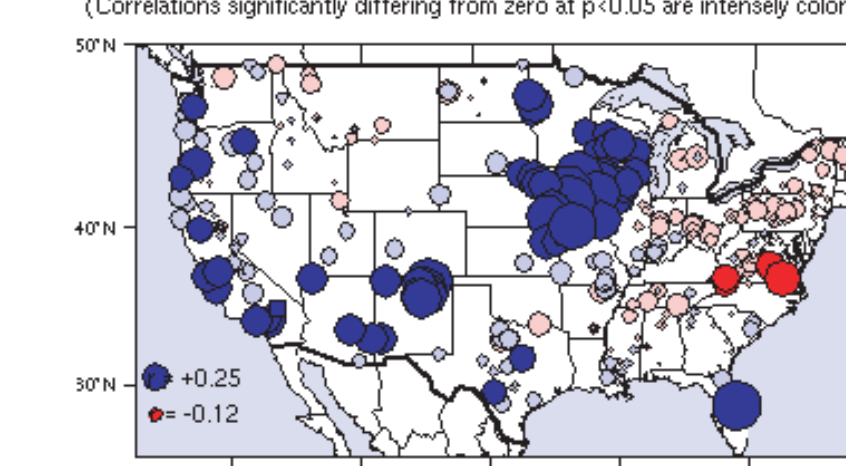 (Correlations significantly differing from zero at p<0.05 are intensely color
50°N
40°N
30°N
= +0.25
= -0.12